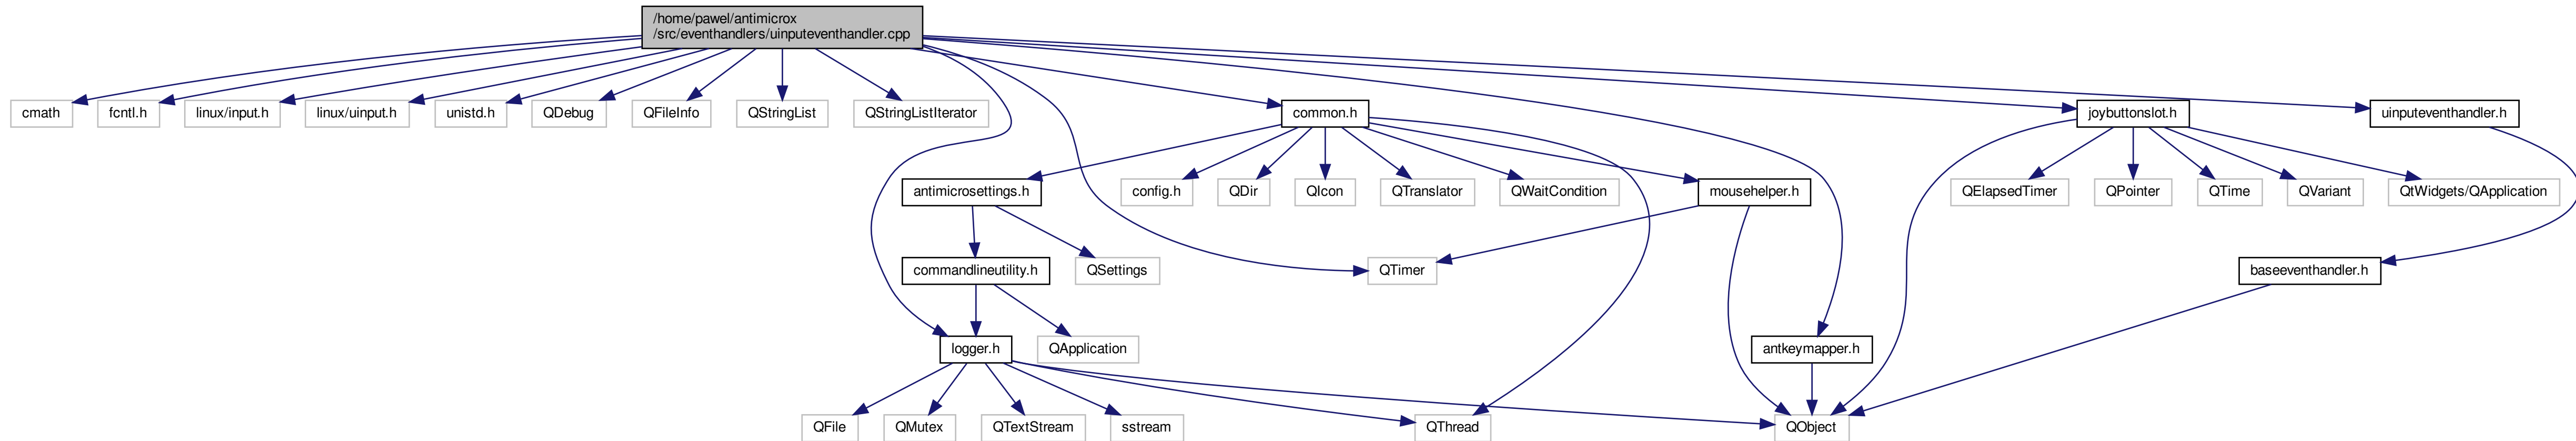 /home/pawel/antimicrox
/src/eventhandlers/uinputeventhandler.cpp
cmath
fcntl.h
linux/input.h
linux/uinput.h
unistd.h
QDebug
QFileInfo
QStringList
QStringListIterator
common.h
joybuttonslot.h
uinputeventhandler.h
antimicrosettings.h
config.h
QDir
QIcon
QTranslator
QWaitCondition
mousehelper.h
QElapsedTimer
QPointer
QTime
QVariant
QtWidgets/QApplication
commandlineutility.h
QSettings
QTimer
baseeventhandler.h
logger.h
QApplication
antkeymapper.h
QFile
QMutex
QTextStream
sstream
QThread
QObject